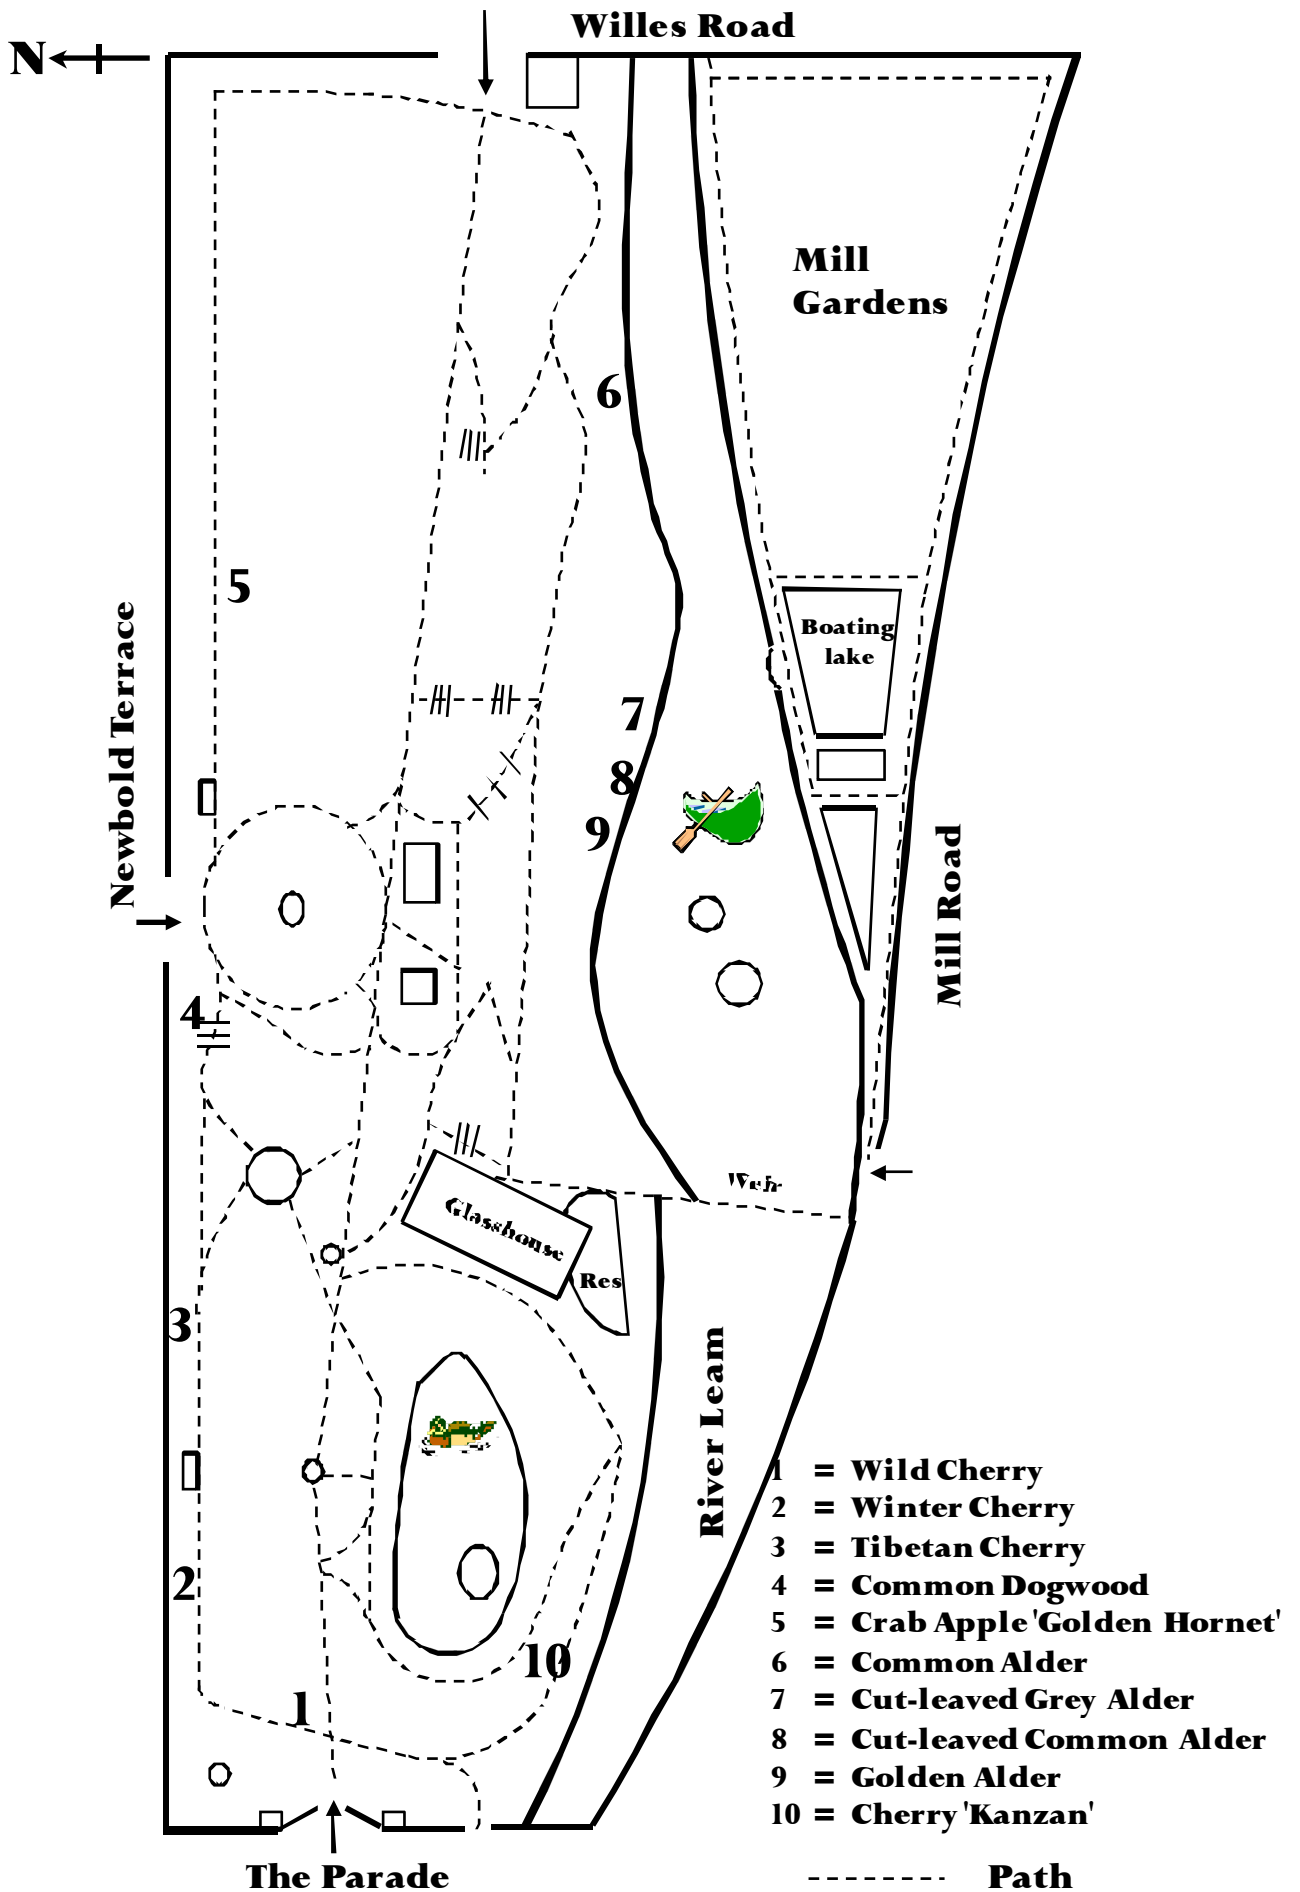 Willes Road
N
Mill
Gardens
6
5
Boating
lake
Newbold Terrace
7
8
9
Mill Road
4
Weir
Glasshouse
Res
3
River Leam
2
10
1
1 = Wild Cherry
2 = Winter Cherry
3 = Tibetan Cherry
4 = Common Dogwood
5 = Crab Apple 'Golden Hornet'
6 = Common Alder
7 = Cut-leaved Grey Alder
8 = Cut-leaved Common Alder
9 = Golden Alder
10 = Cherry 'Kanzan'
The Parade
Path